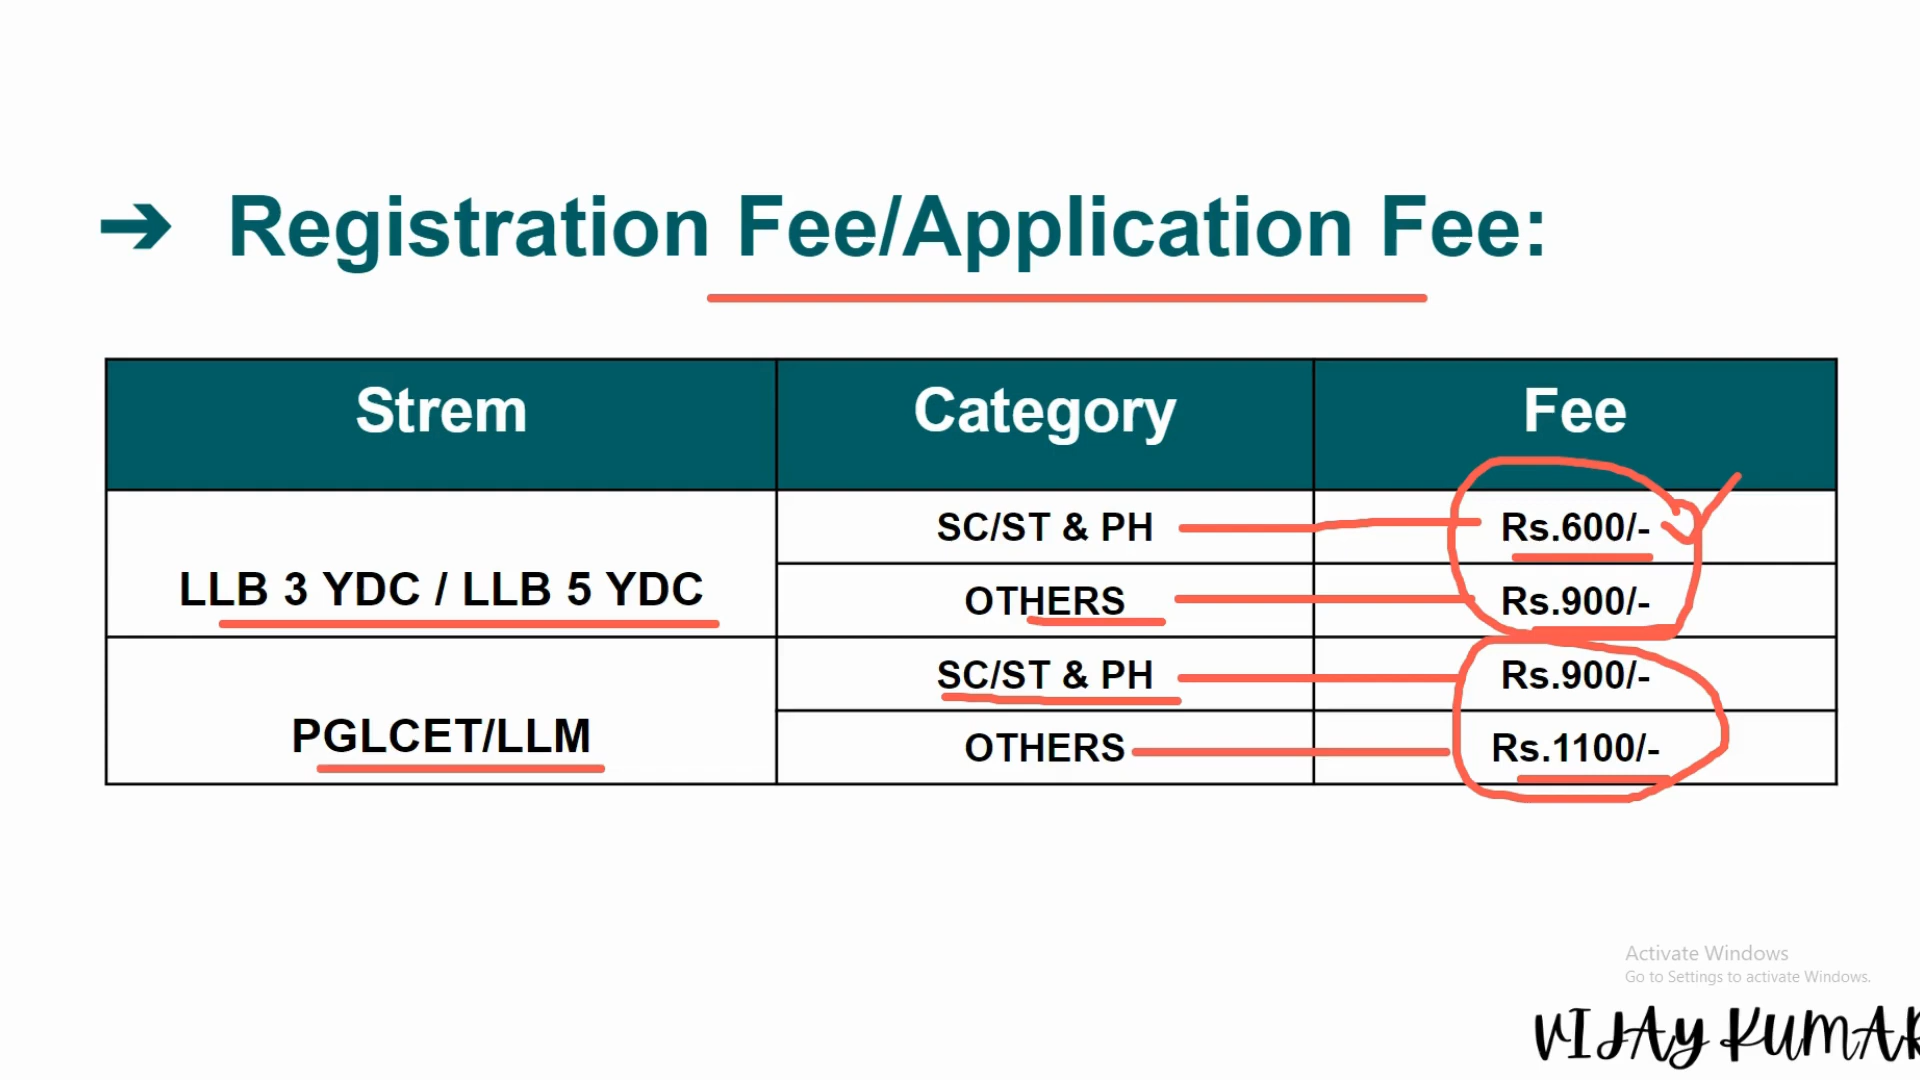 ➔ Registration Fee/Application Fee:
Strem Category Fee
LLB 3 YDC / LLB 5 YDC SC/ST & PH Rs.600/-
OTHERS Rs.900/-
PGLCET/LLM SC/ST & PH Rs.900/-
OTHERS Rs.1100/-
Activate Windows
Go to Settings to activate Windows.
VIJAY KUMAR